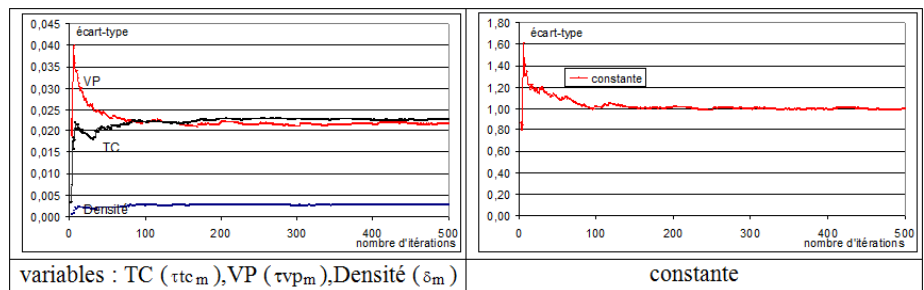 0,045
écart-type
0,040
0,035
VP
0,030
0,025
0,020
TC
0,015
0,010
0,005
Densité
0,000
0 100 200 300 400 500
nombre d'itérations
1,80
écart-type
1,60
1,40
constante
1,20
1,00
0,80
0,60
0,40
0,20
0,00
0 100 200 300 400 500
nombre d'itérations
variables : TC (τtc m),VP (τvpm),Densité (δm)
constante